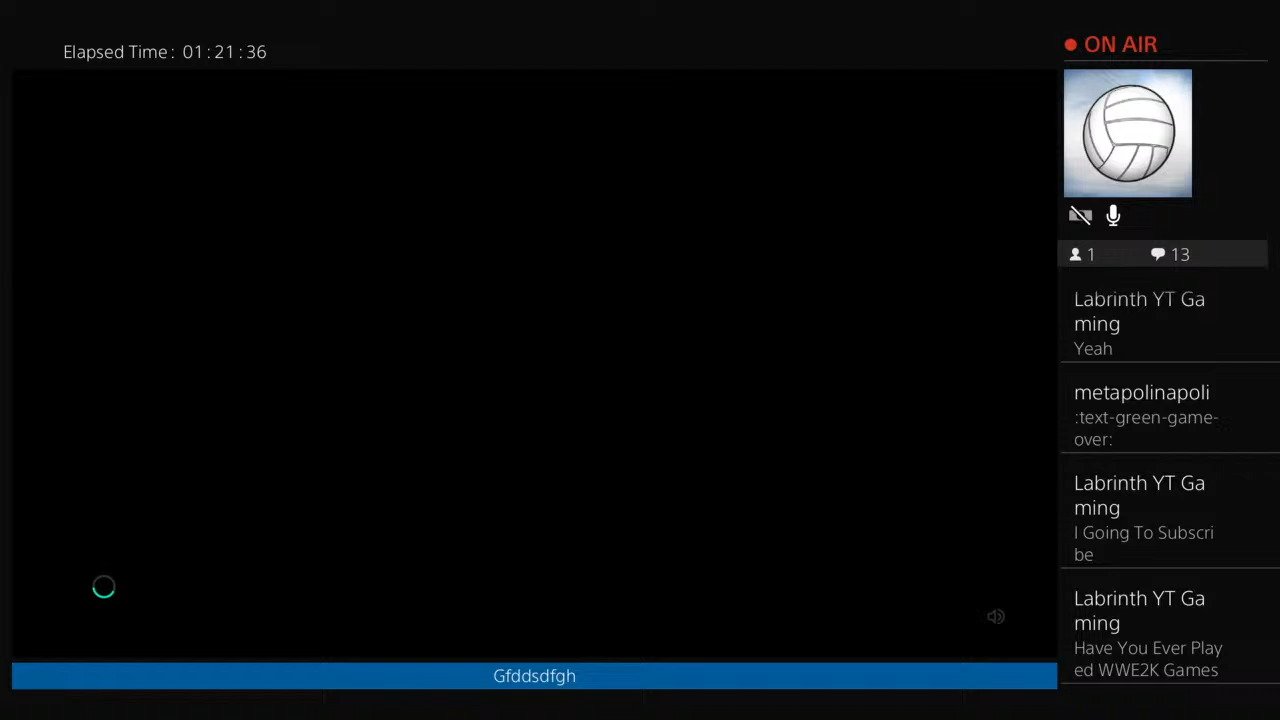 Elapsed Time: 01:21:36
ON AIR
1 13
Labrinth YT Ga
ming
Yeah
metapolinapoli
:text-green-game-
over:
Labrinth YT Ga
ming
I Going To Subscri
be
Labrinth YT Ga
ming
Have You Ever Play
ed WWE2K Games
Gfddsdfgh